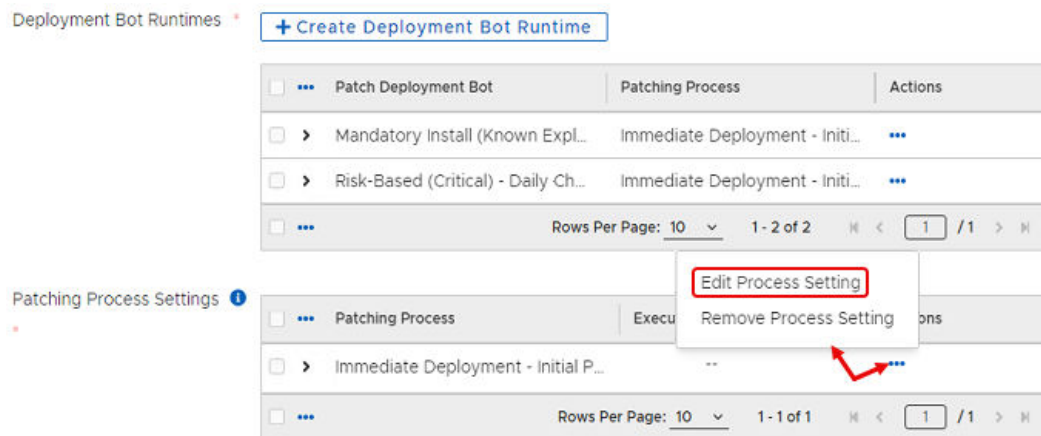 Deployment Bot Runtimes *
+ Create Deployment Bot Runtime
Patch Deployment Bot Patching Process Actions
Mandatory Install (Known Expl... Immediate Deployment - Initi...
Risk-Based (Critical) - Daily Ch... Immediate Deployment - Initi...
Rows Per Page: 10 1 - 2 of 2 1 / 1
Edit Process Setting
Remove Process Setting
Patching Process Settings *
Patching Process Execu ons
Immediate Deployment - Initial P... --
Rows Per Page: 10 1 - 1 of 1 1 / 1